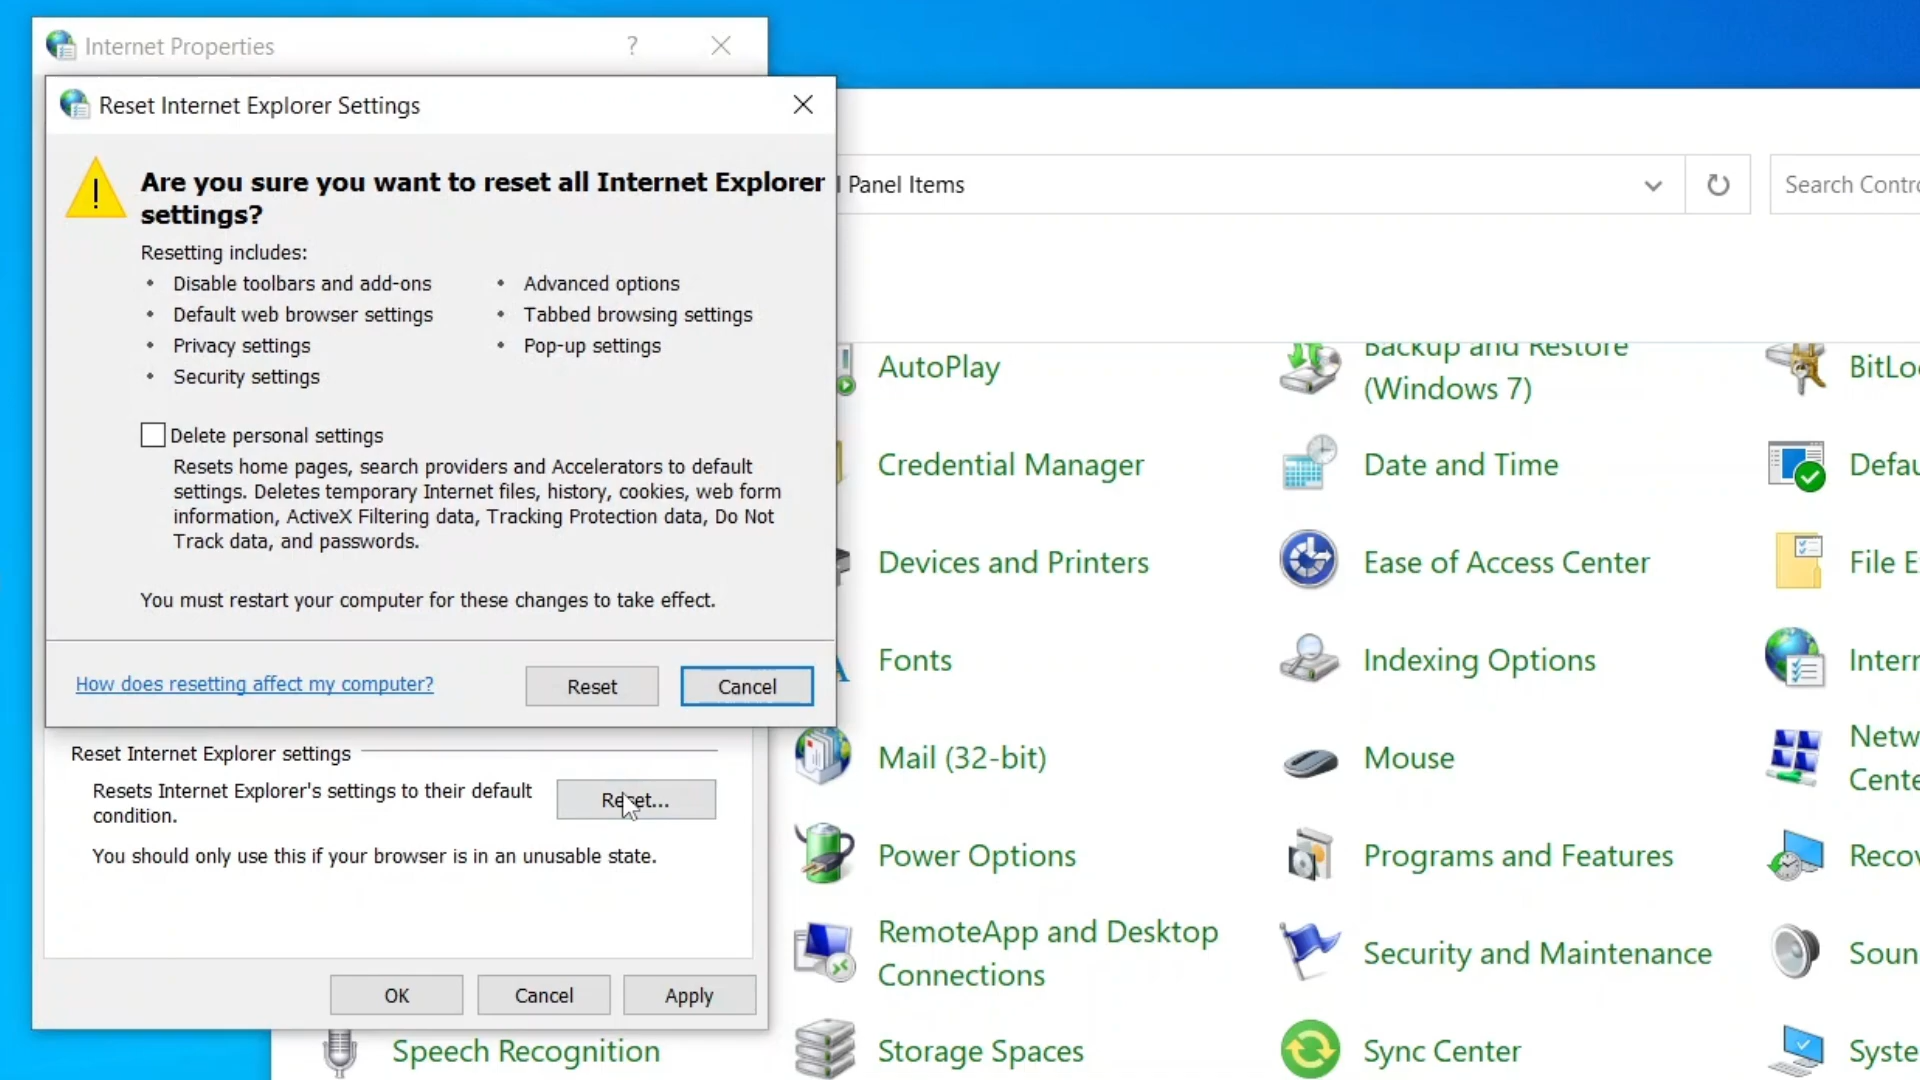 Internet Properties
?
Reset Internet Explorer Settings
Are you sure you want to reset all Internet Explorer
settings?
Resetting includes:
• Disable toolbars and add-ons
• Default web browser settings
• Privacy settings
• Security settings
• Advanced options
• Tabbed browsing settings
• Pop-up settings
Delete personal settings
Resets home pages, search providers and Accelerators to default
settings. Deletes temporary Internet files, history, cookies, web form
information, ActiveX Filtering data, Tracking Protection data, Do Not
Track data, and passwords.
You must restart your computer for these changes to take effect.
How does resetting affect my computer?
Reset
Cancel
Reset Internet Explorer settings
Resets Internet Explorer's settings to their default
condition.
Reset...
You should only use this if your browser is in an unusable state.
OK
Cancel
Apply
Panel Items
Search Contro
AutoPlay
Backup and Restore
(Windows 7)
BitLo
Credential Manager
Date and Time
Defau
Devices and Printers
Ease of Access Center
File E
Fonts
Indexing Options
Intern
Mail (32-bit)
Mouse
Netw
Cente
Power Options
Programs and Features
Recov
RemoteApp and Desktop
Connections
Security and Maintenance
Soun
Speech Recognition
Storage Spaces
Sync Center
Syste